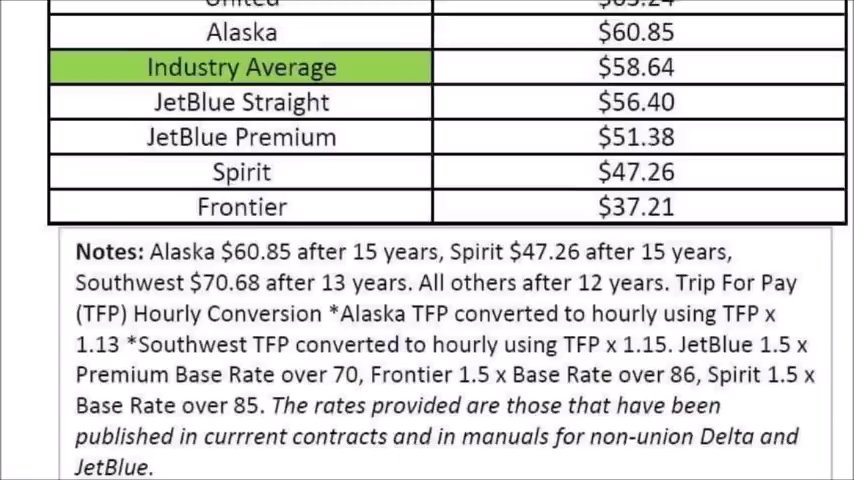 Alaska $60.85
Industry Average $58.64
JetBlue Straight $56.40
JetBlue Premium $51.38
Spirit $47.26
Frontier $37.21
Notes: Alaska $60.85 after 15 years, Spirit $47.26 after 15 years,
Southwest $70.68 after 13 years. All others after 12 years. Trip For Pay
(TFP) Hourly Conversion *Alaska TFP converted to hourly using TFP x
1.13 *Southwest TFP converted to hourly using TFP x 1.15. JetBlue 1.5 x
Premium Base Rate over 70, Frontier 1.5 x Base Rate over 86, Spirit 1.5 x
Base Rate over 85. The rates provided are those that have been
published in currrent contracts and in manuals for non-union Delta and
JetBlue.